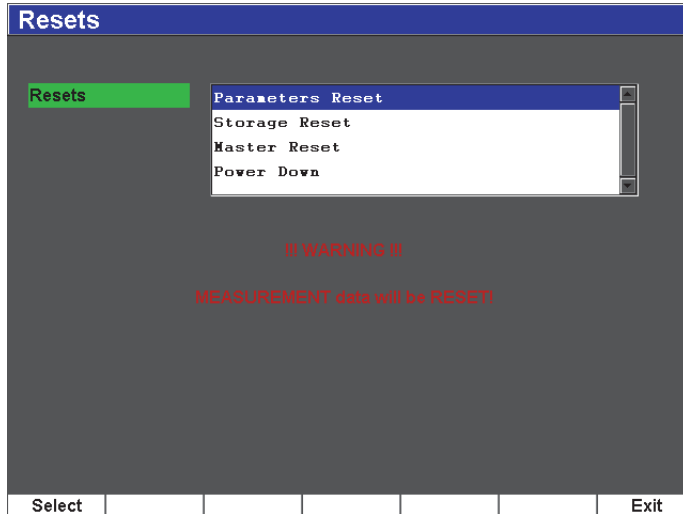 Resets
Resets
Parameters Reset
Storage Reset
Master Reset
Power Down
!!! WARNING !!!
MEASUREMENT data will be RESET!
Select
Exit